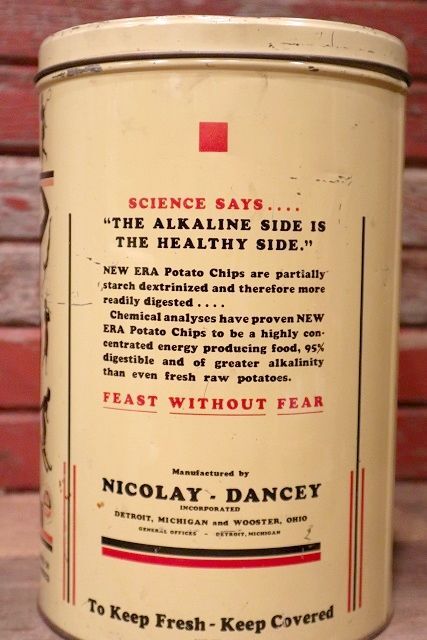 SCIENCE SAYS....
"THE ALKALINE SIDE IS
THE HEALTHY SIDE."
NEW ERA Potato Chips are partially
starch dextrinized and therefore more
readily digested ....
Chemical analyses have proven NEW
ERA Potato Chips to be a highly con-
centrated energy producing food, 95%
digestible and of greater alkalinity
than even fresh raw potatoes.
FEAST WITHOUT FEAR
Manufactured by
NICOLAY - DANCEY
INCORPORATED
DETROIT, MICHIGAN and WOOSTER, OHIO
GENERAL OFFICES - DETROIT, MICHIGAN
2
To Keep Fresh - Keep Covered